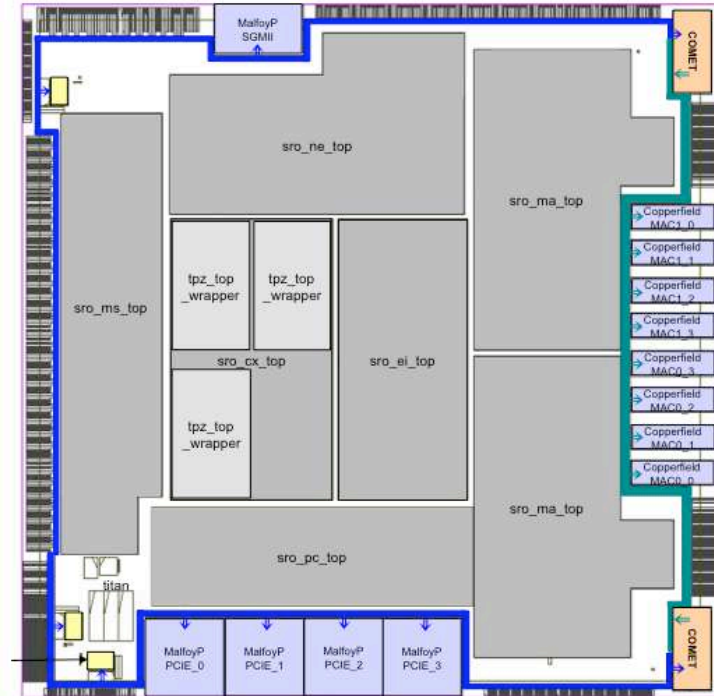 MalfoyP
SGMII
COMET
sro_ne_top
sro_ma_top
Copperfield
MAC1_0
Copperfield
MAC1_1
Copperfield
MAC1_2
Copperfield
MAC1_3
Copperfield
MAC0_3
Copperfield
MAC0_2
Copperfield
MAC0_1
Copperfield
MAC0_0
tpz_top
_wrapper
tpz_top
_wrapper
sro_ms_top
sro_cx_top
sro_ei_top
tpz_top
_wrapper
sro_ma_top
sro_pc_top
titan
MalfoyP
PCIE_0
MalfoyP
PCIE_1
MalfoyP
PCIE_2
MalfoyP
PCIE_3
COMET